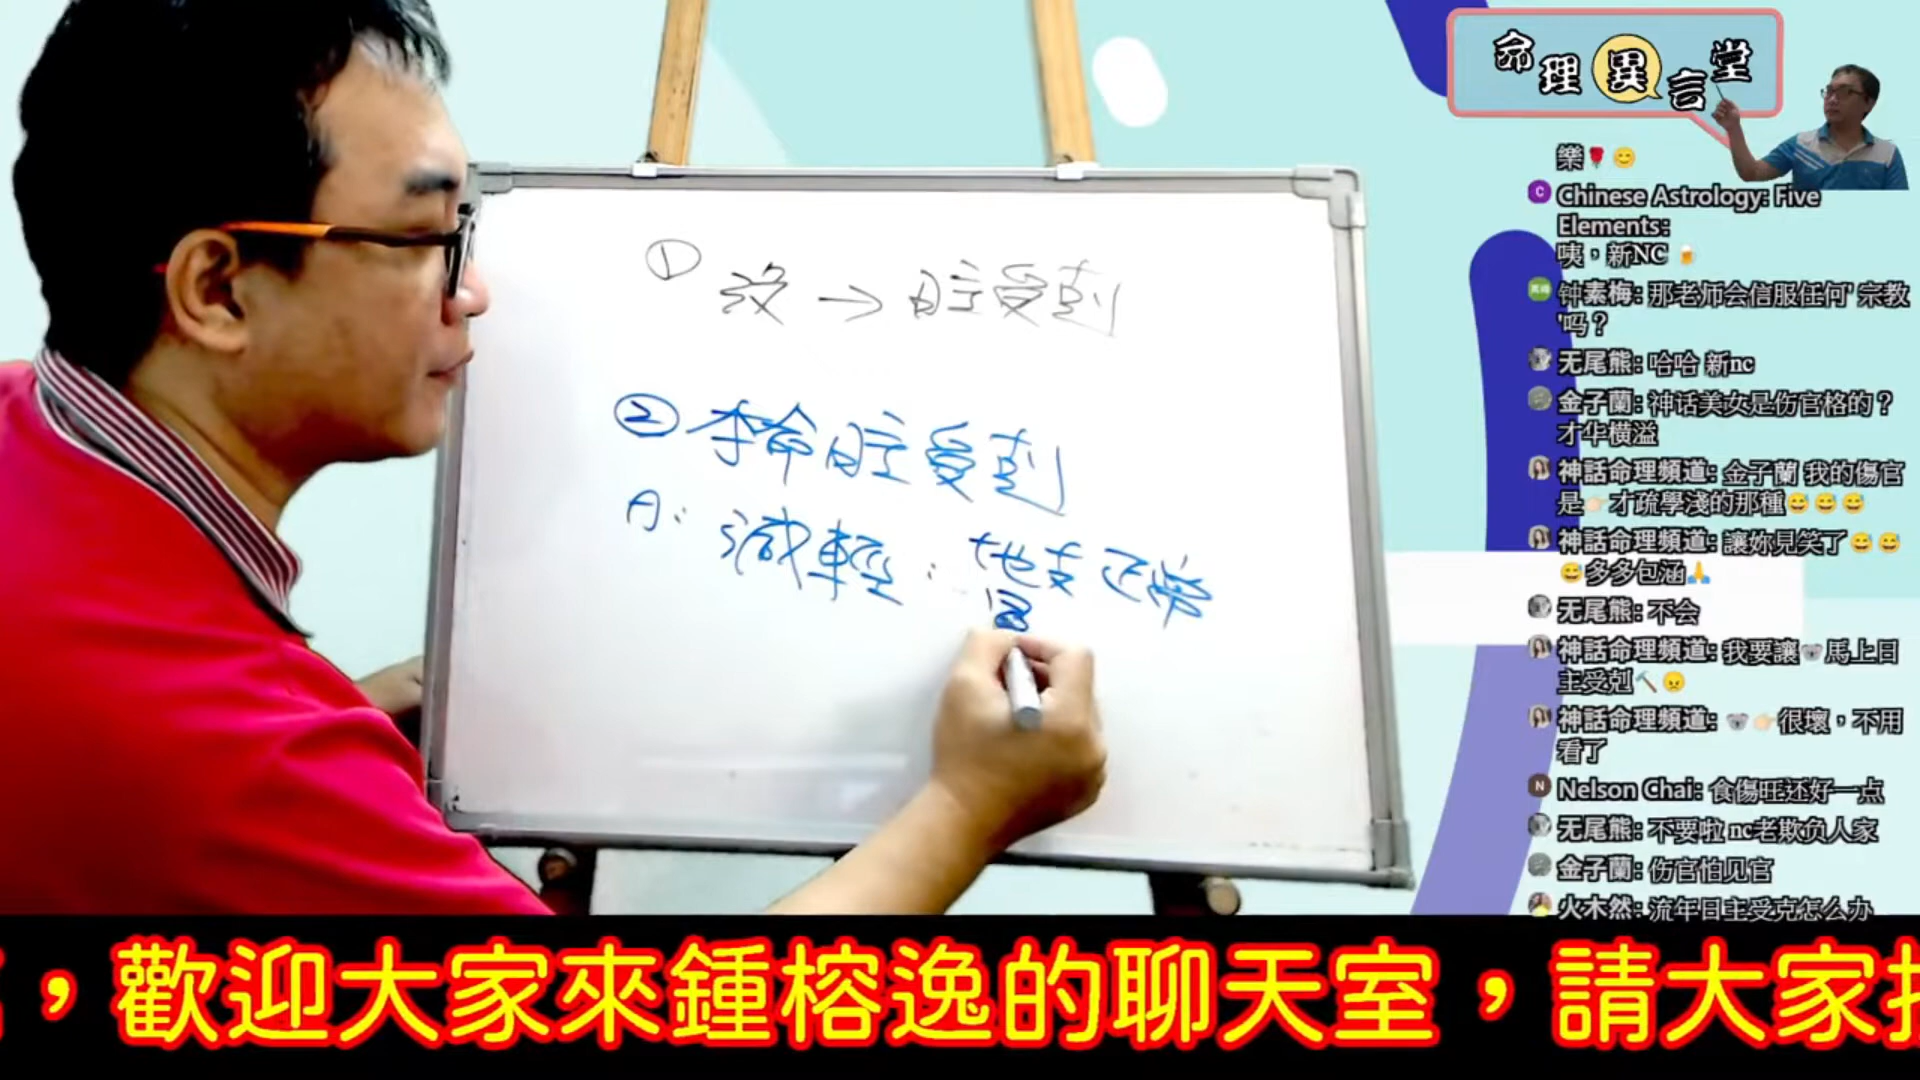 命理異言堂
① 没 → 日主受剋
② 本命日主受剋
A: 減輕: 地支正常
樂🌹😊
Chinese Astrology: Five
Elements:
咦，新NC 🍺
钟素梅: 那老师会信服任何' 宗教
'吗？
无尾熊: 哈哈 新nc
金子蘭: 神话美女是伤官格的？
才华横溢
神話命理頻道: 金子蘭 我的傷官
是👉🏻才疏學淺的那種😅😅😅
神話命理頻道: 讓妳見笑了😅😅
😅多多包涵🙏
无尾熊: 不会
神話命理頻道: 我要讓🐨馬上日
主受剋🔨😠
神話命理頻道: 🐨👉🏻很壞，不用
看了
Nelson Chai: 食傷旺还好一点
无尾熊: 不要啦 nc老欺负人家
金子蘭: 伤官怕见官
火木然: 流年日主受克怎么办
，歡迎大家來鍾榕逸的聊天室，請大家